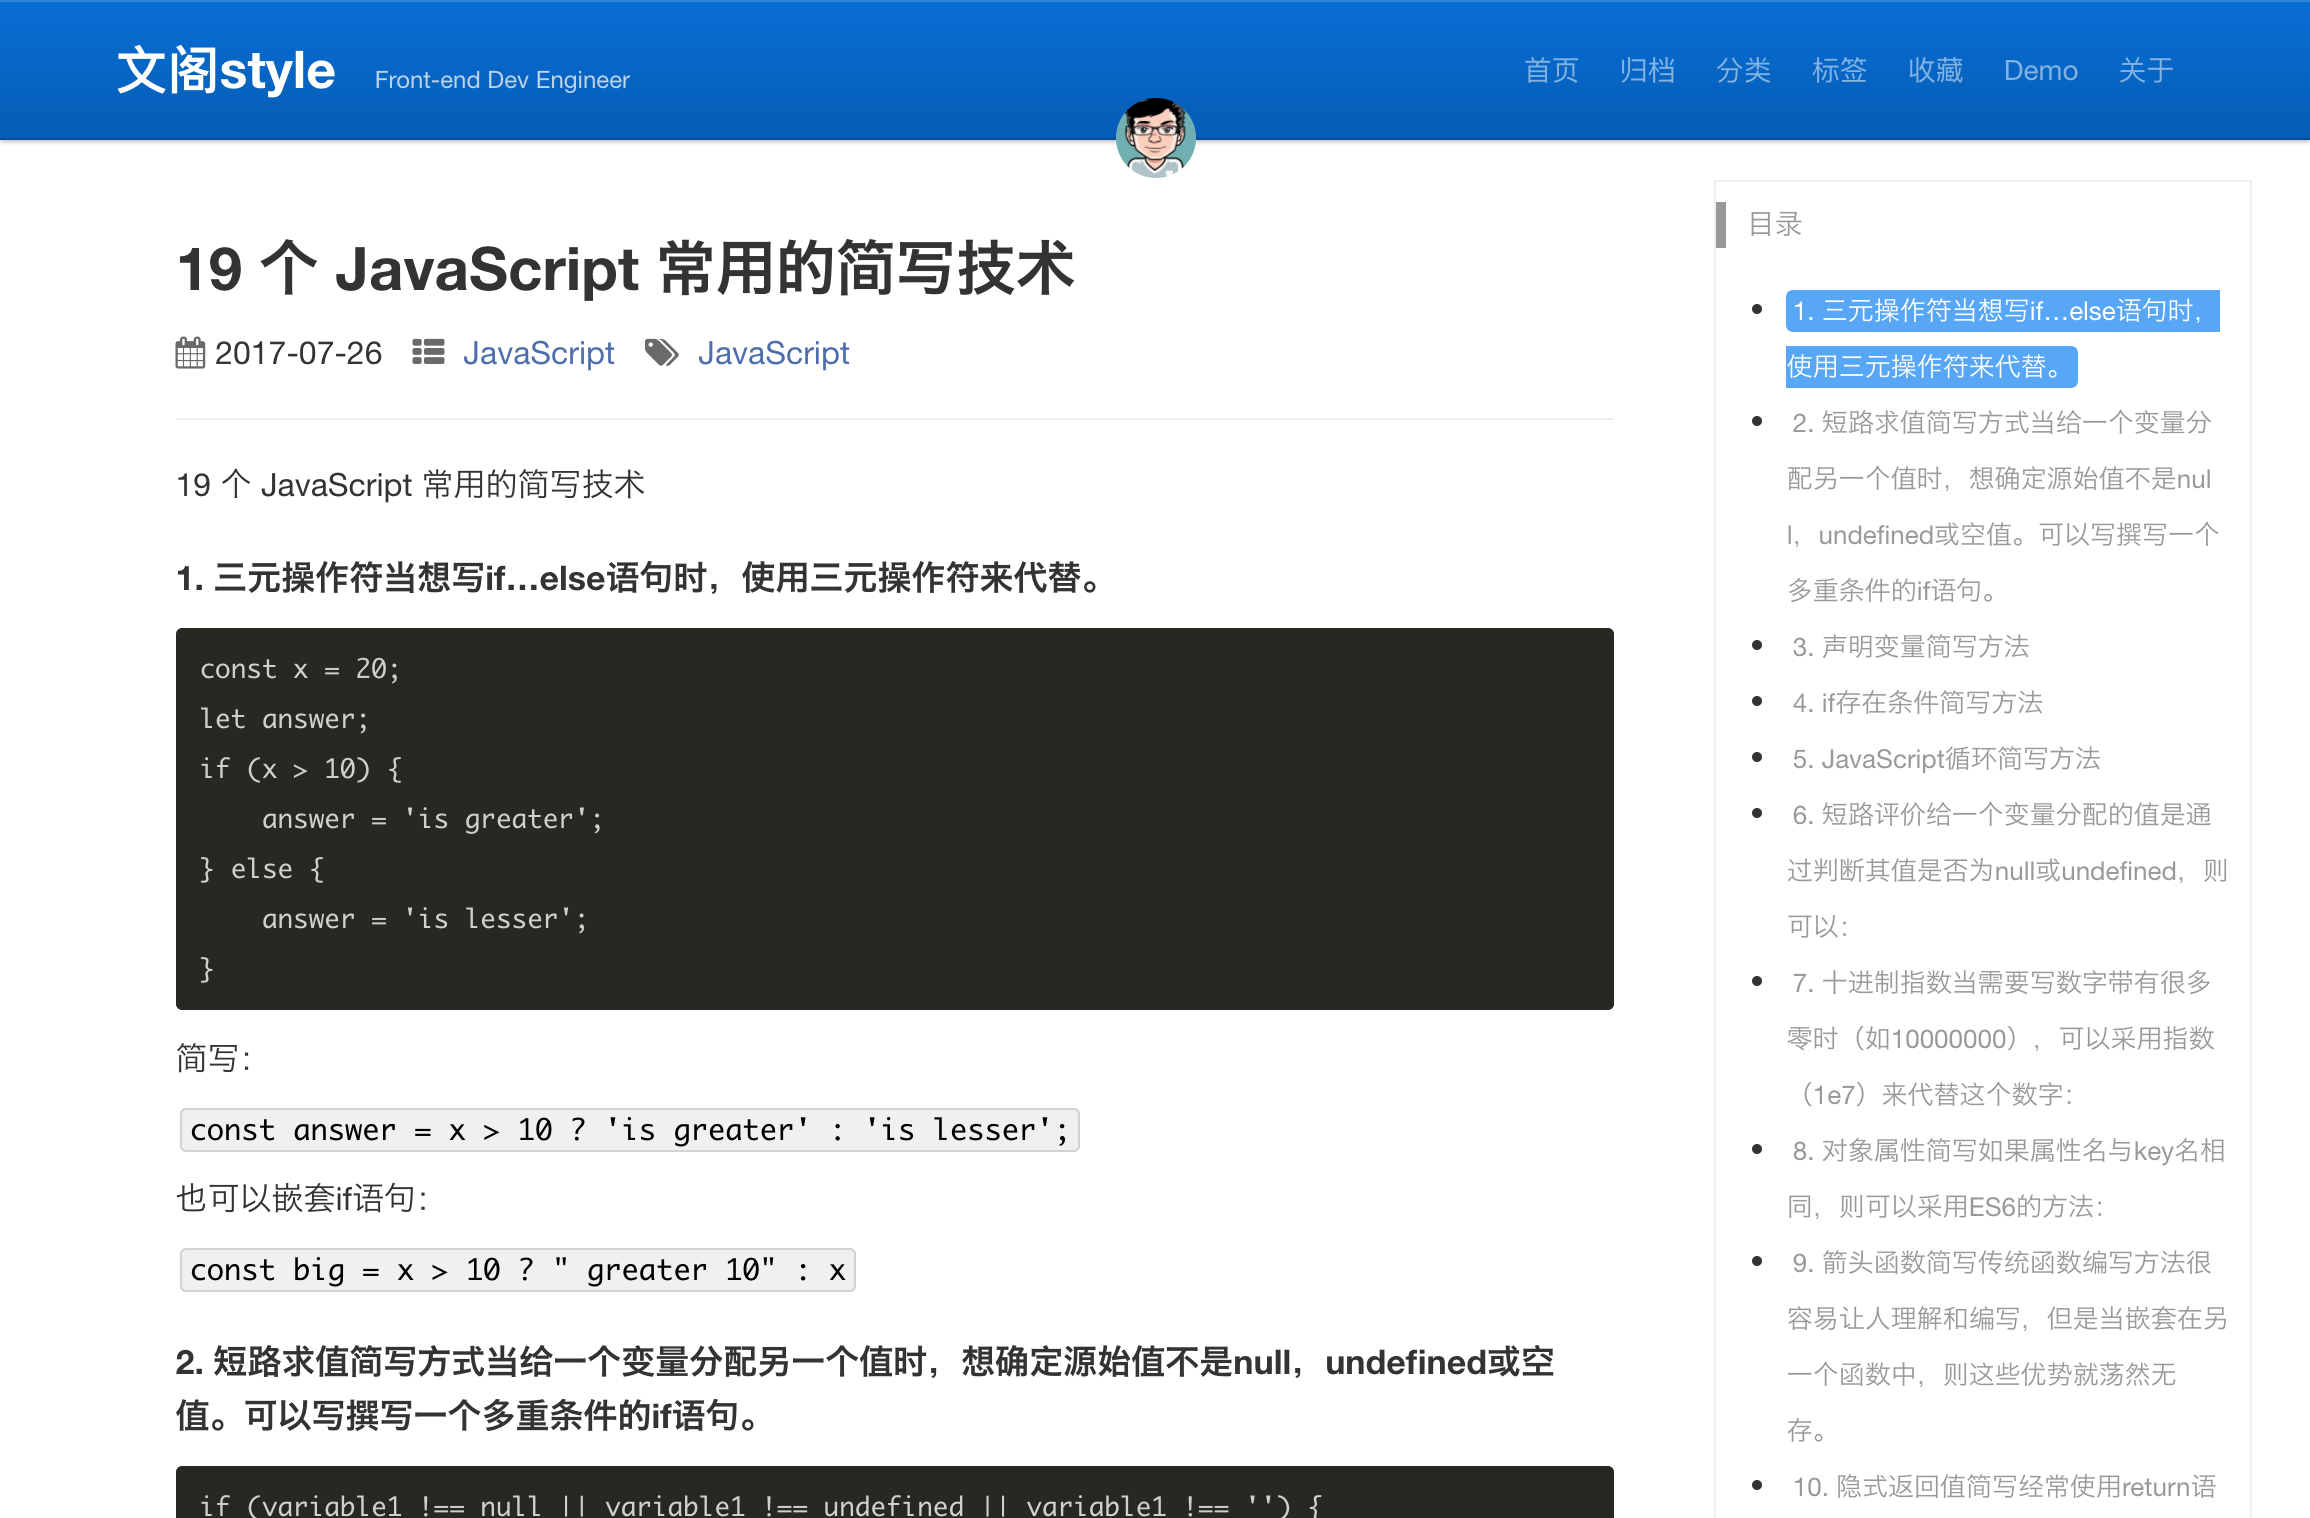 文阁style
Front-end Dev Engineer
首页 归档 分类 标签 收藏 Demo 关于
19 个 JavaScript 常用的简写技术
2017-07-26 JavaScript JavaScript
19 个 JavaScript 常用的简写技术
1. 三元操作符当想写if...else语句时，使用三元操作符来代替。
const x = 20;
let answer;
if (x > 10) {
    answer = 'is greater';
} else {
    answer = 'is lesser';
}
简写：
const answer = x > 10 ? 'is greater' : 'is lesser';
也可以嵌套if语句：
const big = x > 10 ? " greater 10" : x
2. 短路求值简写方式当给一个变量分配另一个值时，想确定源始值不是null，undefined或空
值。可以写撰写一个多重条件的if语句。
if (variable1 !== null || variable1 !== undefined || variable1 !== '') {
目录
1. 三元操作符当想写if...else语句时，
使用三元操作符来代替。
2. 短路求值简写方式当给一个变量分
配另一个值时，想确定源始值不是nul
l，undefined或空值。可以写撰写一个
多重条件的if语句。
3. 声明变量简写方法
4. if存在条件简写方法
5. JavaScript循环简写方法
6. 短路评价给一个变量分配的值是通
过判断其值是否为null或undefined，则
可以：
7. 十进制指数当需要写数字带有很多
零时（如10000000），可以采用指数
（1e7）来代替这个数字：
8. 对象属性简写如果属性名与key名相
同，则可以采用ES6的方法：
9. 箭头函数简写传统函数编写方法很
容易让人理解和编写，但是当嵌套在另
一个函数中，则这些优势就荡然无
存。
10. 隐式返回值简写经常使用return语